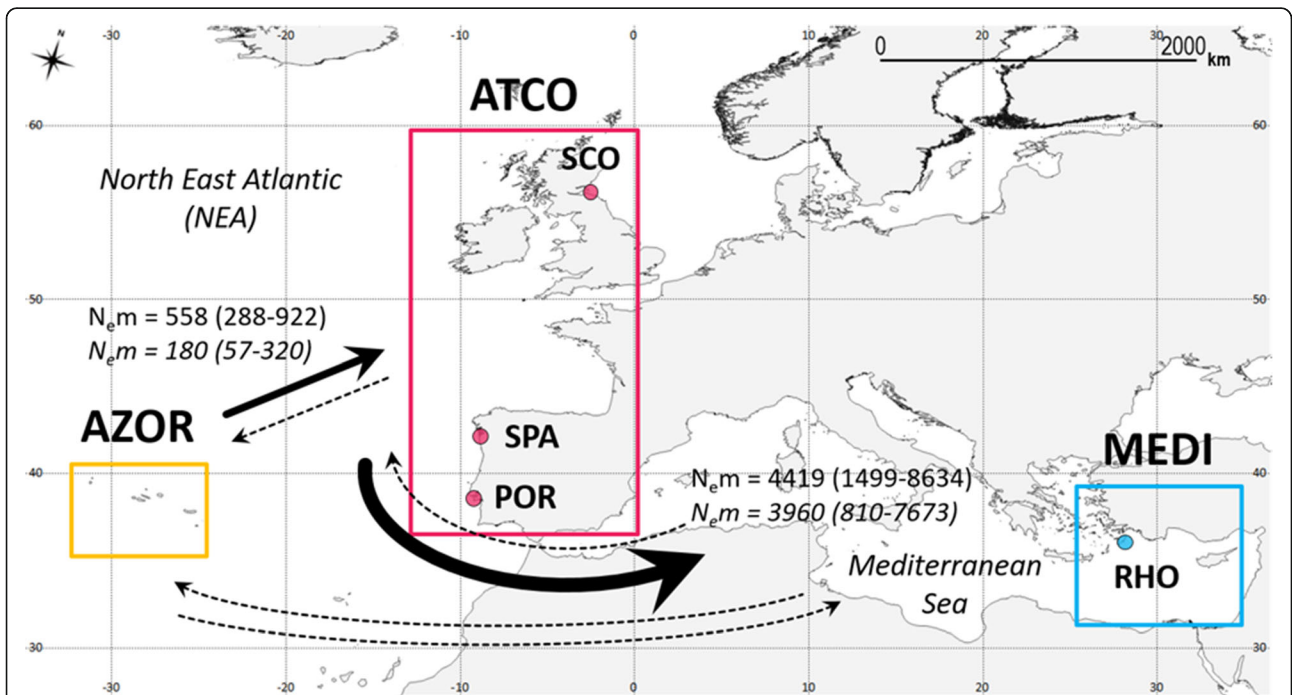 N
-30 -20 -10 0 10 20 30
0 2000 km
ATCO
60 60
SCO
North East Atlantic
(NEA)
50 50
Nem = 558 (288-922)
Nem = 180 (57-320)
AZOR
SPA
MEDI
40 40
Nem = 4419 (1499-8634)
POR
Nem = 3960 (810-7673)
Mediterranean
Sea
RHO
30 30
-30 -20 -10 0 10 20 30